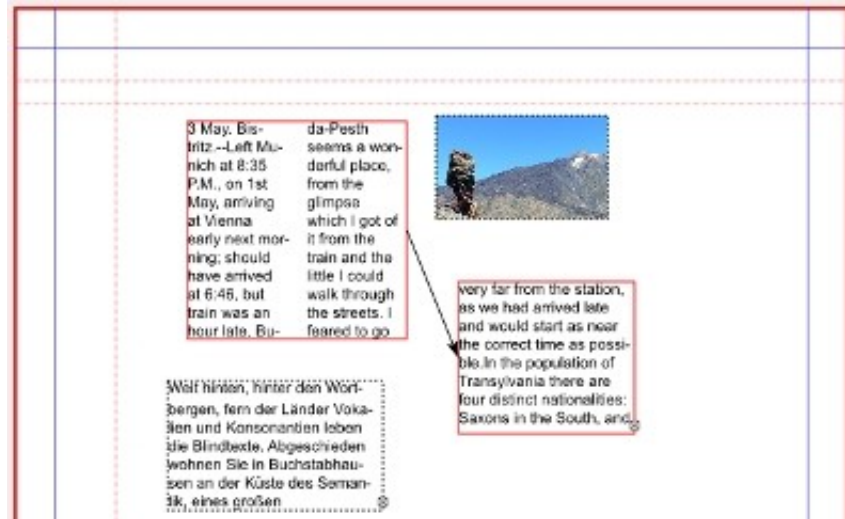 3 May. Bis-
tritz.--Left Mu-
nich at 8:35
P.M., on 1st
May, arriving
at Vienna
early next mor-
ning; should
have arrived
at 6:46, but
train was an
hour late. Bu-
da-Pesth
seems a won-
derful place,
from the
glimpse
which I got of
it from the
train and the
little I could
walk through
the streets. I
feared to go
very far from the station,
as we had arrived late
and would start as near
the correct time as possi-
ble.In the population of
Transylvania there are
four distinct nationalities:
Saxons in the South, and
Weit hinten, hinter den Wort-
bergen, fern der Länder Voka-
lien und Konsonantien leben
die Blindtexte. Abgeschieden
wohnen Sie in Buchstabhau-
sen an der Küste des Seman-
tik, eines großen